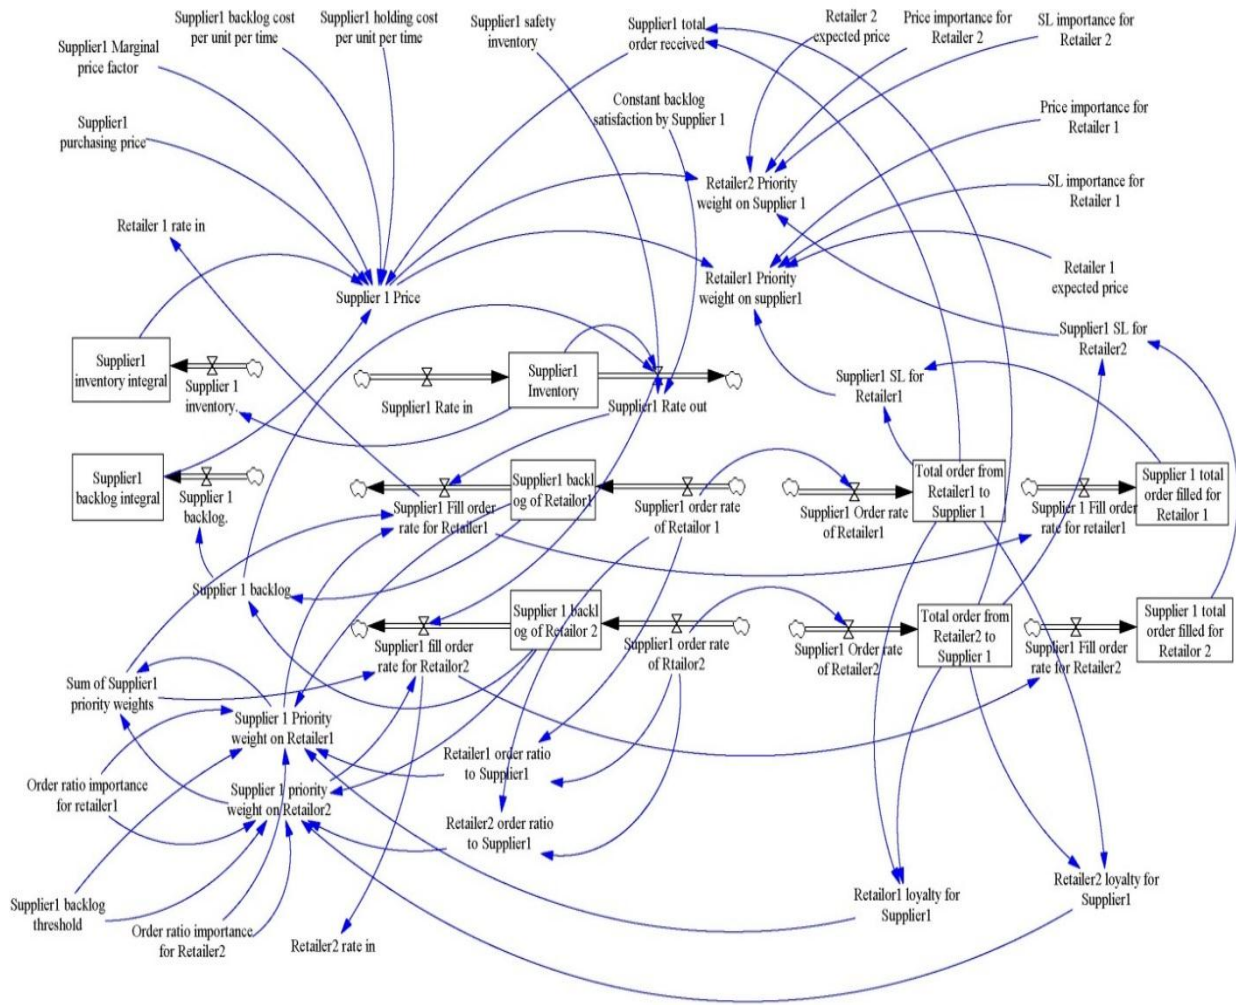 Supplier1 backlog cost
per unit per time
Supplier1 holding cost
per unit per time
Supplier1 safety
inventory
Supplier1 total
order received
Retailer 2
expected price
Price importance for
Retailer 2
SL importance for
Retailer 2
Supplier1 Marginal
price factor
Supplier1
purchasing price
Constant backlog
satisfaction by Supplier 1
Price importance for
Retailer 1
SL importance for
Retailer 1
Retailer2 Priority
weight on Supplier 1
Retailer 1 rate in
Retailer1 Priority
weight on supplier1
Retailer 1
expected price
Supplier 1 Price
Supplier1 SL for
Retailer2
Supplier1
inventory integral
Supplier 1
inventory.
Supplier1 Rate in
Supplier1
Inventory
Supplier1 Rate out
Supplier1 SL for
Retailer1
Supplier1
backlog integral
Supplier 1
backlog.
Supplier1 Fill order
rate for Retailer1
Supplier1 backl
og of Retailor1
Supplier1 order rate
of Retailor 1
Supplier1 Order rate
of Retailer1
Total order from
Retailer1 to
Supplier 1
Supplier 1 Fill order
rate for retailer1
Supplier 1 total
order filled for
Retailor 1
Supplier 1 backlog
Supplier1 fill order
rate for Retailor2
Supplier 1 backl
og of Retailor 2
Supplier1 order rate
of Rtailor2
Supplier1 Order rate
of Retailer2
Total order from
Retailer2 to
Supplier 1
Supplier1 Fill order
rate for Retailer2
Supplier 1 total
order filled for
Retailor 2
Sum of Supplier1
priority weights
Supplier 1 Priority
weight on Retailer1
Order ratio importance
for retailer1
Supplier 1 priority
weight on Retailor2
Retailer1 order ratio
to Supplier1
Retailer2 order ratio
to Supplier1
Supplier1 backlog
threshold
Order ratio importance
for Retailer2
Retailer2 rate in
Retailor1 loyalty for
Supplier1
Retailer2 loyalty for
Supplier1